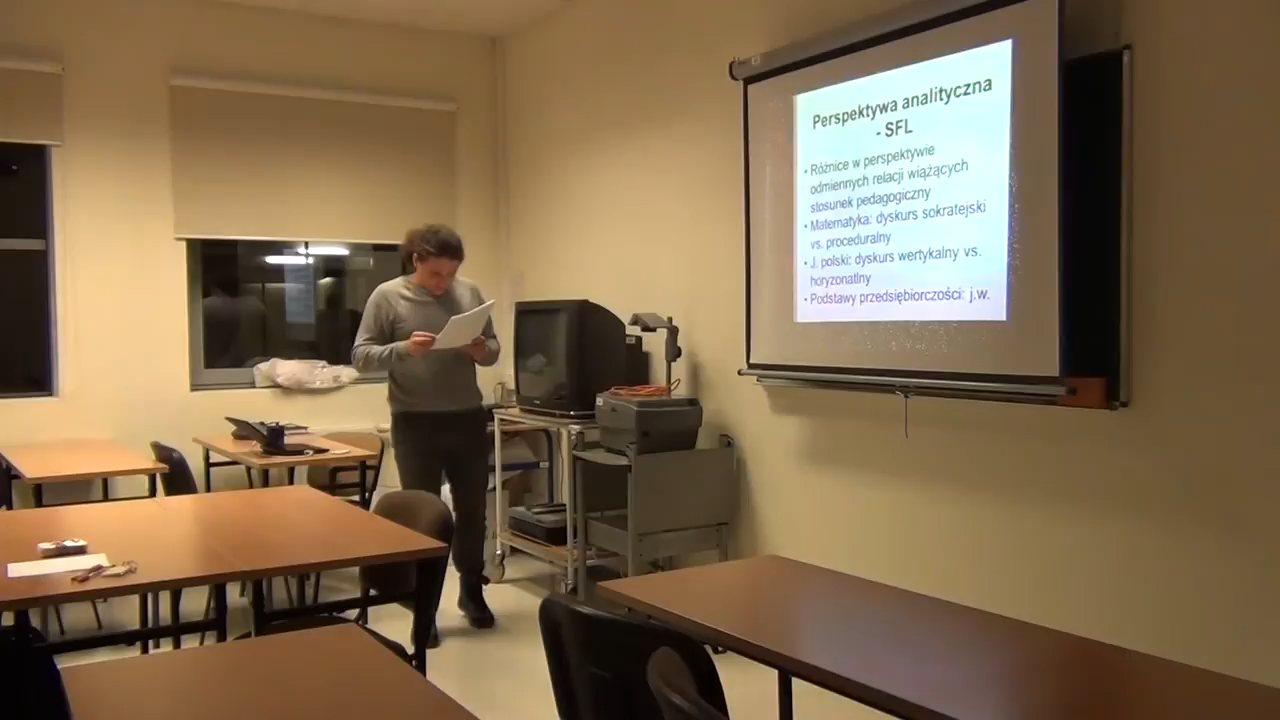 Perspektywa analityczna
- SFL
• Różnice w perspektywie
odmiennych relacji wiążących
stosunek pedagogiczny
• Matematyka: dyskurs sokratejski
vs. proceduralny
• J. polski: dyskurs wertykalny vs.
horyzonatlny
• Podstawy przedsiębiorczości: j.w.